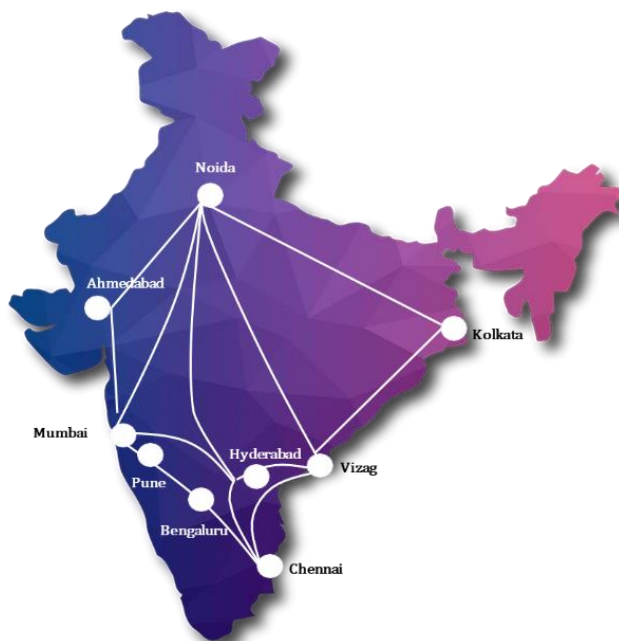 Noida
Ahmedabad
Kolkata
Mumbai
Hyderabad
Vizag
Pune
Bengaluru
Chennai